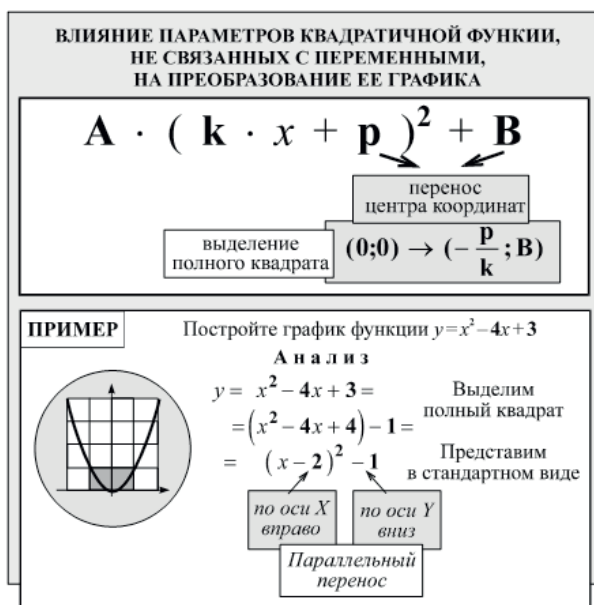 ВЛИЯНИЕ ПАРАМЕТРОВ КВАДРАТИЧНОЙ ФУНКИИ,
НЕ СВЯЗАННЫХ С ПЕРЕМЕННЫМИ,
НА ПРЕОБРАЗОВАНИЕ ЕЕ ГРАФИКА
A · ( k · x + p )² + B
перенос
центра координат
выделение
полного квадрата
(0;0) → (− p/k ; B)
ПРИМЕР
Постройте график функции y=x²−4x+3
Анализ
y = x² − 4x + 3 =
Выделим
полный квадрат
= (x² − 4x + 4) − 1 =
Представим
в стандартном виде
= (x − 2)² − 1
по оси X
вправо
по оси Y
вниз
Параллельный
перенос